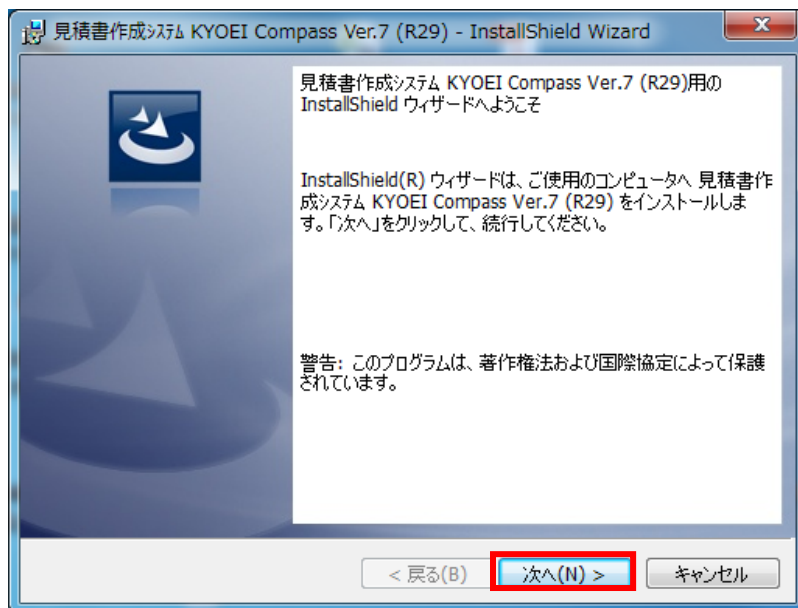 見積書作成ｼｽﾃﾑ KYOEI Compass Ver.7 (R29) - InstallShield Wizard
見積書作成ｼｽﾃﾑ KYOEI Compass Ver.7 (R29)用の
InstallShield ウィザードへようこそ
InstallShield(R) ウィザードは、ご使用のコンピュータへ 見積書作
成ｼｽﾃﾑ KYOEI Compass Ver.7 (R29) をインストールしま
す。「次へ」をクリックして、続行してください。
警告: このプログラムは、著作権法および国際協定によって保護
されています。
< 戻る(B)
次へ(N) >
キャンセル